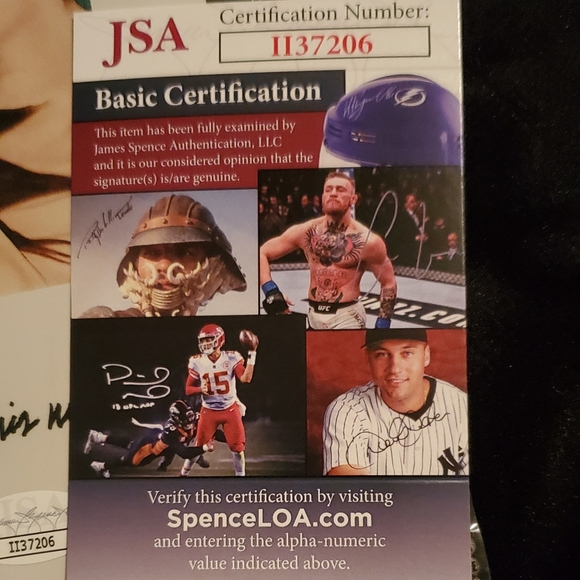 JSA
Certification Number:
II37206
Basic Certification
This item has been fully examined by
James Spence Authentication, LLC
and it is our considered opinion that the
signature(s) is/are genuine.
UFC
15
Verify this certification by visiting
SpenceLOA.com
and entering the alpha-numeric
value indicated above.
JSA
II37206